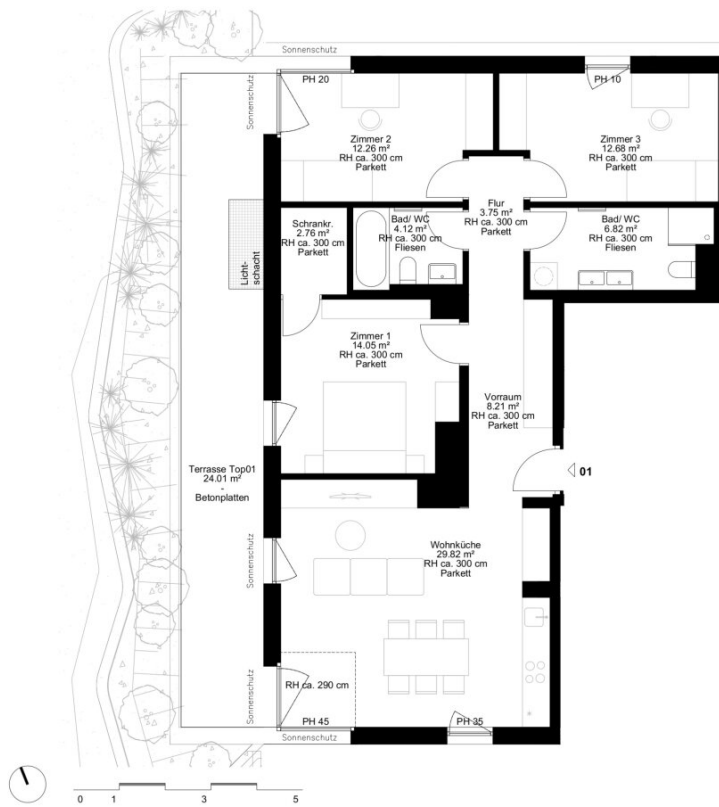 Sonnenschutz
PH 20
PH 10
Sonnenschutz
Zimmer 2
12.26 m²
RH ca. 300 cm
Parkett
Zimmer 3
12.68 m²
RH ca. 300 cm
Parkett
Flur
3.75 m²
RH ca. 300 cm
Parkett
Schrankr.
2.76 m²
RH ca. 300 cm
Parkett
Bad/ WC
4.12 m²
RH ca. 300 cm
Fliesen
Bad/ WC
6.82 m²
RH ca. 300 cm
Fliesen
Licht-
schacht
Zimmer 1
14.05 m²
RH ca. 300 cm
Parkett
Vorraum
8.21 m²
RH ca. 300 cm
Parkett
01
Terrasse Top01
24.01 m²
-
Betonplatten
Sonnenschutz
Wohnküche
29.82 m²
RH ca. 300 cm
Parkett
Sonnenschutz
RH ca. 290 cm
PH 45
PH 35
Sonnenschutz
0 1 3 5